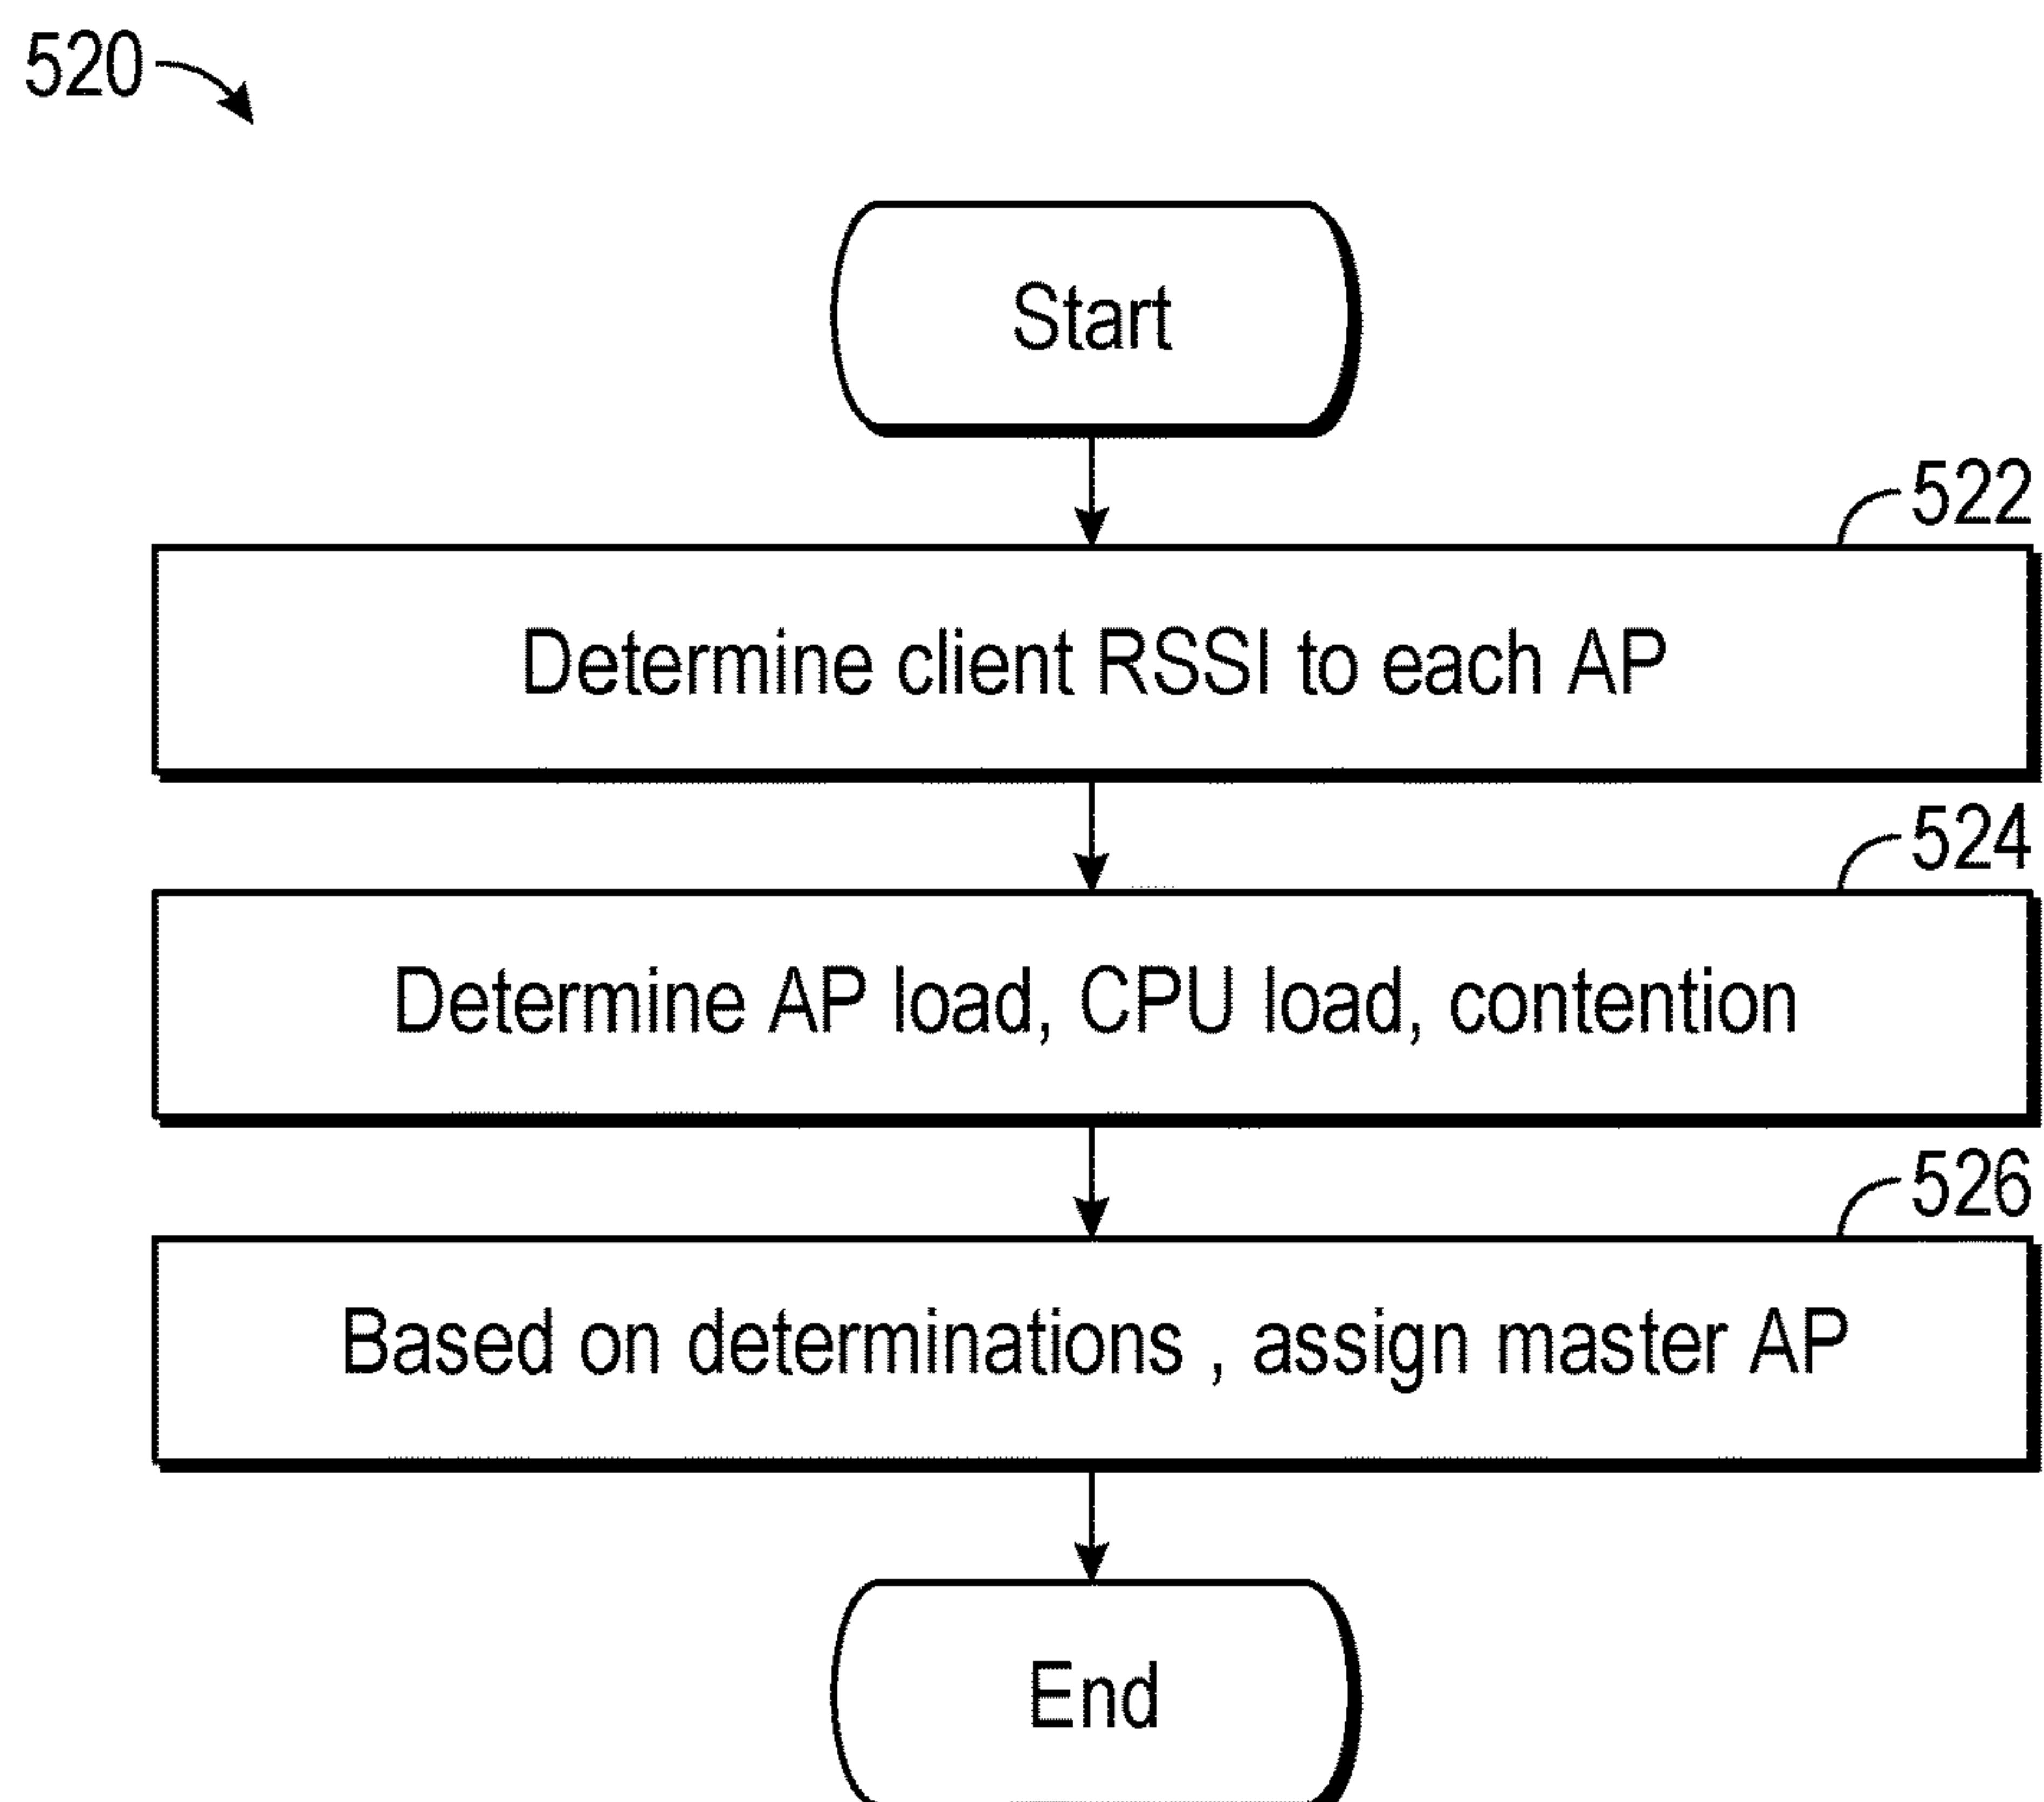 520
Start
522
Determine client RSSI to each AP
524
Determine AP load, CPU load, contention
526
Based on determinations , assign master AP
End